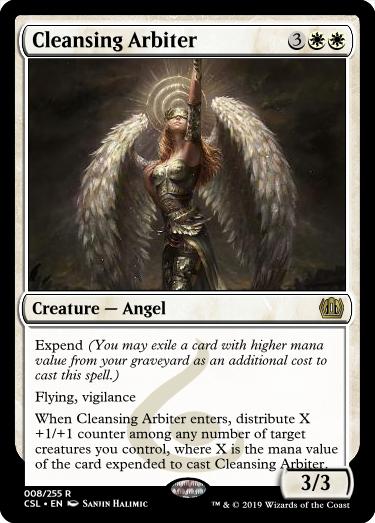 Cleansing Arbiter 3
Creature — Angel
Expend (You may exile a card with higher mana
value from your graveyard as an additional cost to
cast this spell.)
Flying, vigilance
When Cleansing Arbiter enters, distribute X
+1/+1 counter among any number of target
creatures you control, where X is the mana value
of the card expended to cast Cleansing Arbiter.
3/3
008/255 R
CSL • EN SANJIN HALIMIC
™ & © 2019 Wizards of the Coast